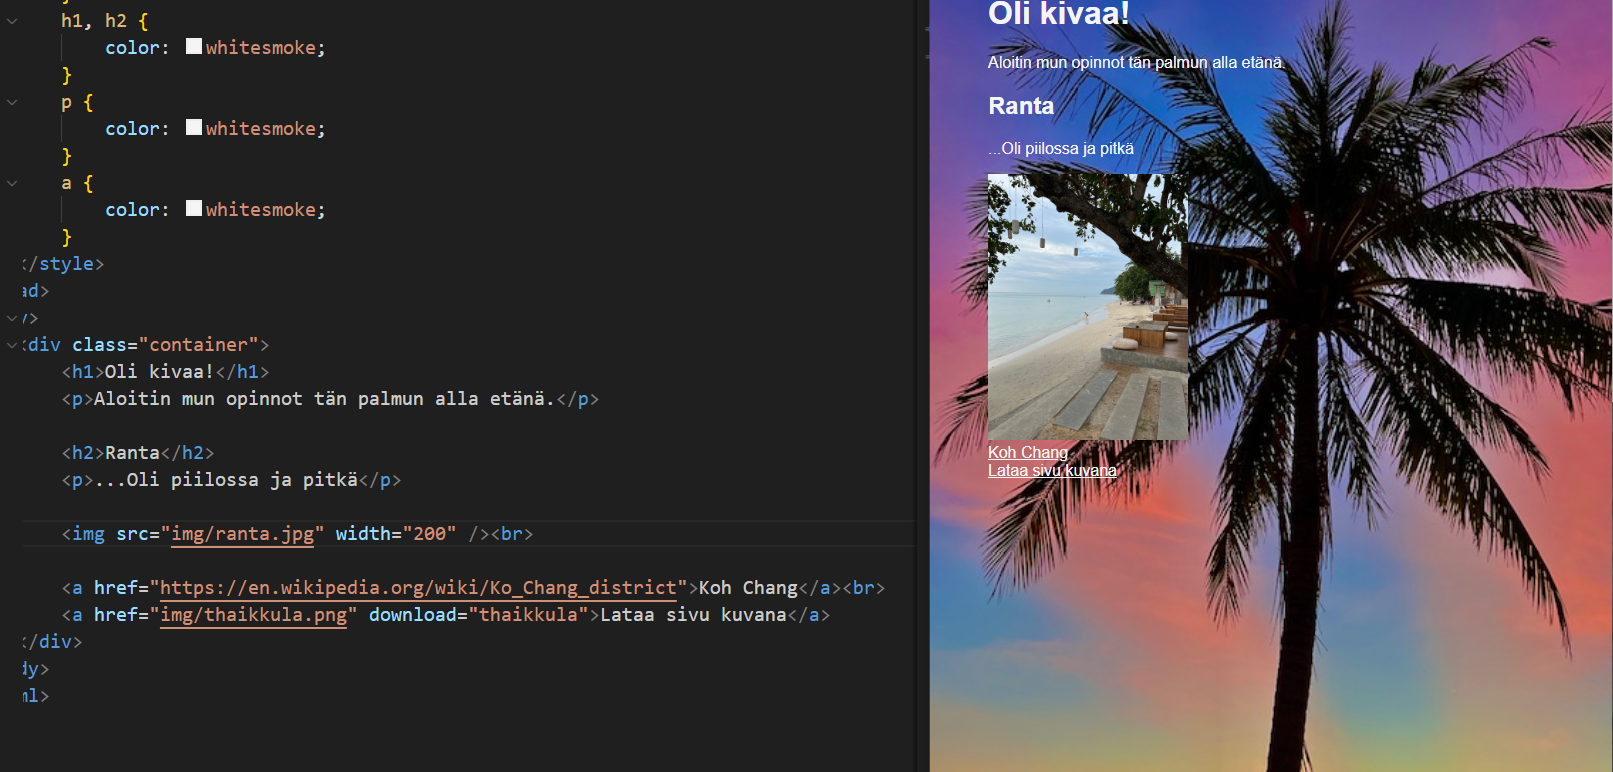 }
h1, h2 {
color: whitesmoke;
}
p {
color: whitesmoke;
}
a {
color: whitesmoke;
}
</style>
ad>
y>
<div class="container">
<h1>Oli kivaa!</h1>
<p>Aloitin mun opinnot tän palmun alla etänä.</p>
<h2>Ranta</h2>
<p>...Oli piilossa ja pitkä</p>
<img src="img/ranta.jpg" width="200" /><br>
<a href="https://en.wikipedia.org/wiki/Ko_Chang_district">Koh Chang</a><br>
<a href="img/thaikkula.png" download="thaikkula">Lataa sivu kuvana</a>
</div>
dy>
ml>
Oli kivaa!
Aloitin mun opinnot tän palmun alla etänä.
Ranta
...Oli piilossa ja pitkä
Koh Chang
Lataa sivu kuvana